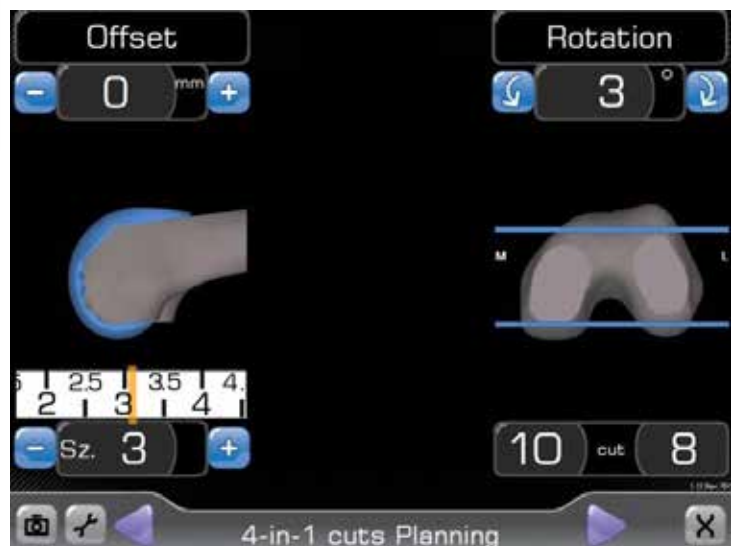 Offset
Rotation
0 mm
3 °
M
L
2.5 3.5 4.
2 3 4
Sz. 3
10 cut 8
4-in-1 cuts Planning